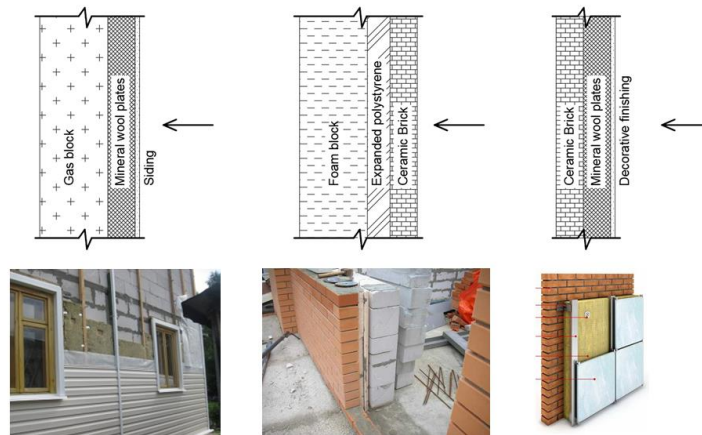 Gas block
Mineral wool plates
Siding
Foam block
Expanded polystyrene
Ceramic Brick
Ceramic Brick
Mineral wool plates
Decorative finishing